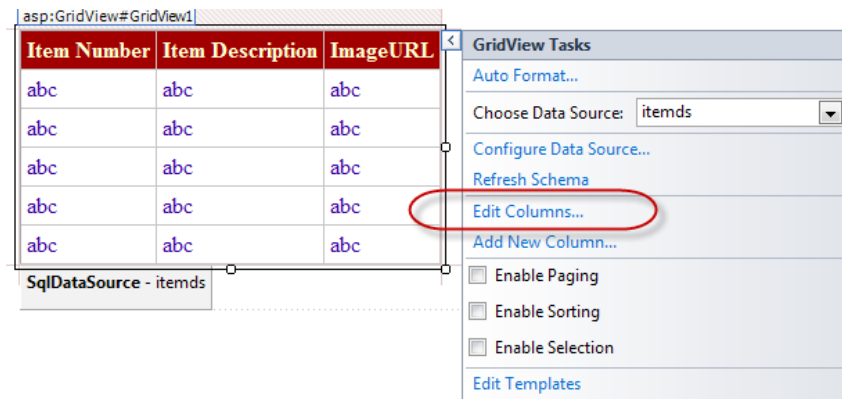 asp:GridView#GridView1
Item Number Item Description ImageURL
abc abc abc
abc abc abc
abc abc abc
abc abc abc
abc abc abc
SqlDataSource - itemds
GridView Tasks
Auto Format...
Choose Data Source: itemds
Configure Data Source...
Refresh Schema
Edit Columns...
Add New Column...
Enable Paging
Enable Sorting
Enable Selection
Edit Templates